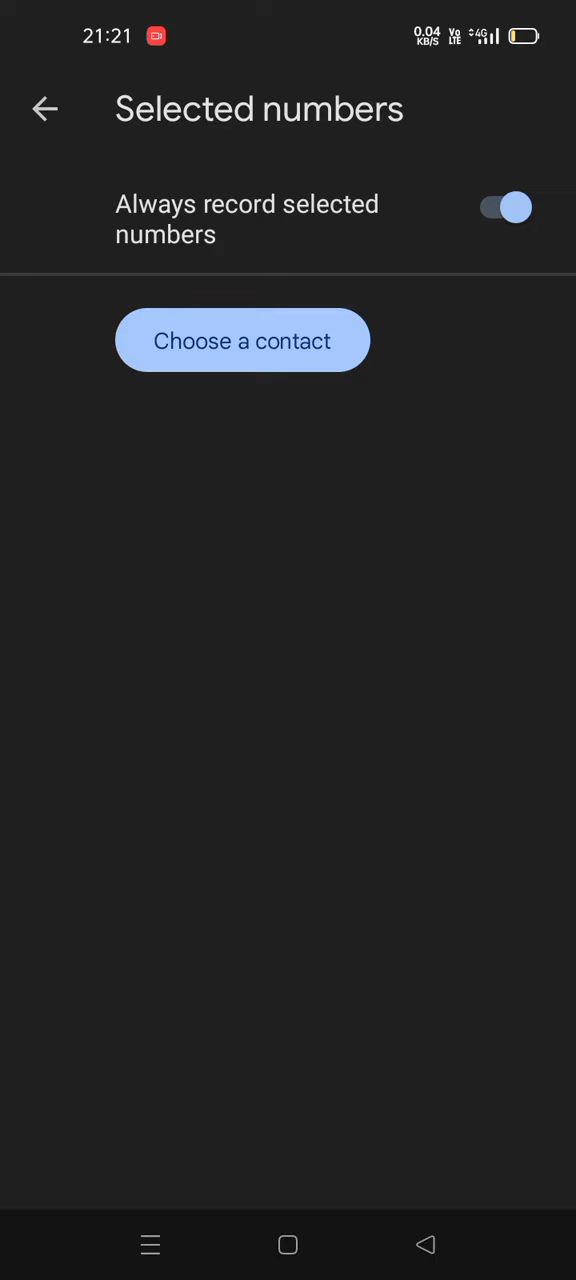 21:21
0.04
KB/S
Vo
LTE
4G
Selected numbers
Always record selected
numbers
Choose a contact